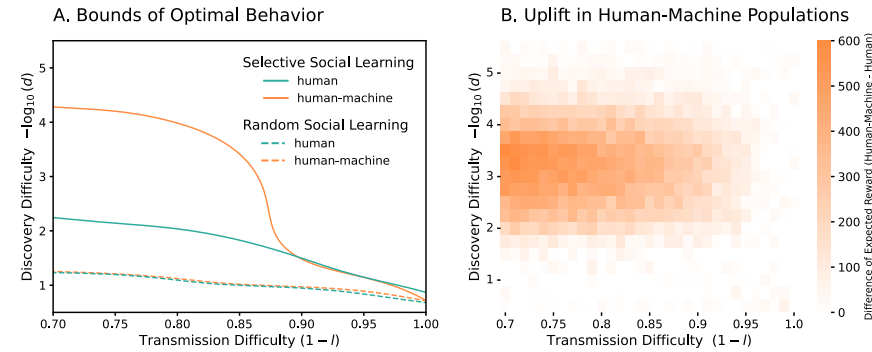 A. Bounds of Optimal Behavior
Discovery Difficulty −log₁₀(d)
5
4
3
2
1
Selective Social Learning
human
human-machine
Random Social Learning
human
human-machine
0.70
0.75
0.80
0.85
0.90
0.95
1.00
Transmission Difficulty (1 − l)
B. Uplift in Human-Machine Populations
Discovery Difficulty −log₁₀(d)
5
4
3
2
1
0.7
0.75
0.8
0.85
0.9
0.95
1.0
Transmission Difficulty (1 − l)
600
500
400
300
200
100
0
Difference of Expected Reward (Human-Machine - Human)